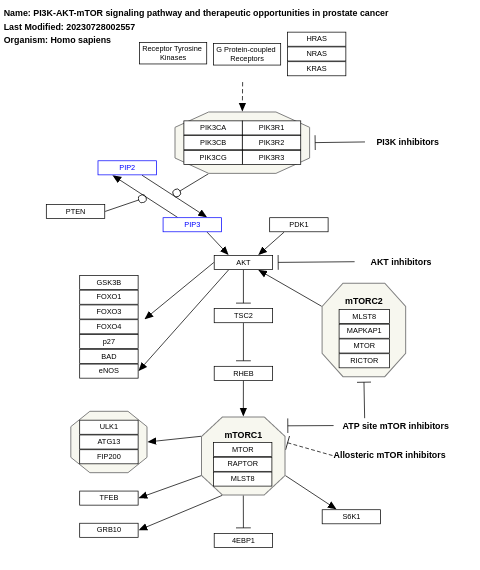 Name: PI3K-AKT-mTOR signaling pathway and therapeutic opportunities in prostate cancer
Last Modified: 20230728002557
Organism: Homo sapiens
Receptor Tyrosine
Kinases
G Protein-coupled
Receptors
HRAS
NRAS
KRAS
PIK3CA
PIK3R1
PIK3CB
PIK3R2
PIK3CG
PIK3R3
PI3K inhibitors
PIP2
PTEN
PIP3
PDK1
AKT
AKT inhibitors
GSK3B
FOXO1
FOXO3
FOXO4
p27
BAD
eNOS
TSC2
RHEB
mTORC2
MLST8
MAPKAP1
MTOR
RICTOR
ATP site mTOR inhibitors
Allosteric mTOR inhibitors
ULK1
ATG13
FIP200
mTORC1
MTOR
RAPTOR
MLST8
TFEB
GRB10
4EBP1
S6K1